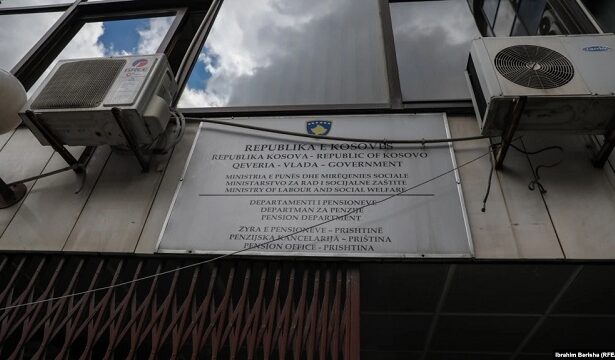 REPUBLIKA E KOSOVËS
REPUBLIKA KOSOVA - REPUBLIC OF KOSOVO
QEVERIA - VLADA - GOVERNMENT
MINISTRIA E PUNËS DHE MIRËQENIES SOCIALE
MINISTARSTVO ZA RAD I SOCIJALNE ZAŠTITE
MINISTRY OF LABOUR AND SOCIAL WELFARE
DEPARTAMENTI I PENSIONEVE
DEPARTMAN ZA PENZIJE
PENSION DEPARTMENT
ZYRA E PENSIONEVE - PRISHTINË
PENZIJSKA KANCELARIJA - PRIŠTINA
PENSION OFFICE - PRISHTINA
Ibrahim Berisha (RFE